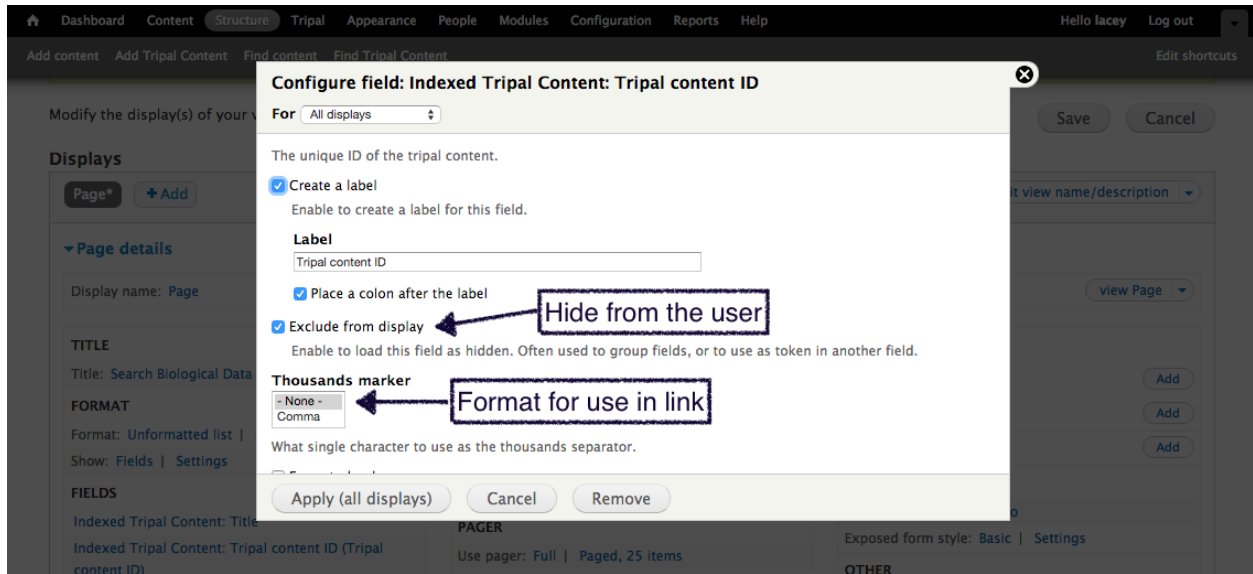 Dashboard Content Structure Tripal Appearance People Modules Configuration Reports Help Hello lacey Log out
Add content Add Tripal Content Find content Find Tripal Content Edit shortcuts
Configure field: Indexed Tripal Content: Tripal content ID
For All displays
Modify the display(s) of your
Save Cancel
The unique ID of the tripal content.
Displays
Create a label
Page* +Add
view name/description
Enable to create a label for this field.
Label
Page details
Tripal content ID
Display name: Page
Place a colon after the label
view Page
Hide from the user
Exclude from display
Enable to load this field as hidden. Often used to group fields, or to use as token in another field.
TITLE
Title: Search Biological Data
Add
Thousands marker
- None -
Comma
Format for use in link
FORMAT
Add
Format: Unformatted list |
Add
What single character to use as the thousands separator.
Show: Fields | Settings
FIELDS
Apply (all displays) Cancel Remove
Indexed Tripal Content: Title
PAGER
Indexed Tripal Content: Tripal content ID (Tripal
content ID)
Use pager: Full | Paged, 25 items
Exposed form style: Basic | Settings
OTHER